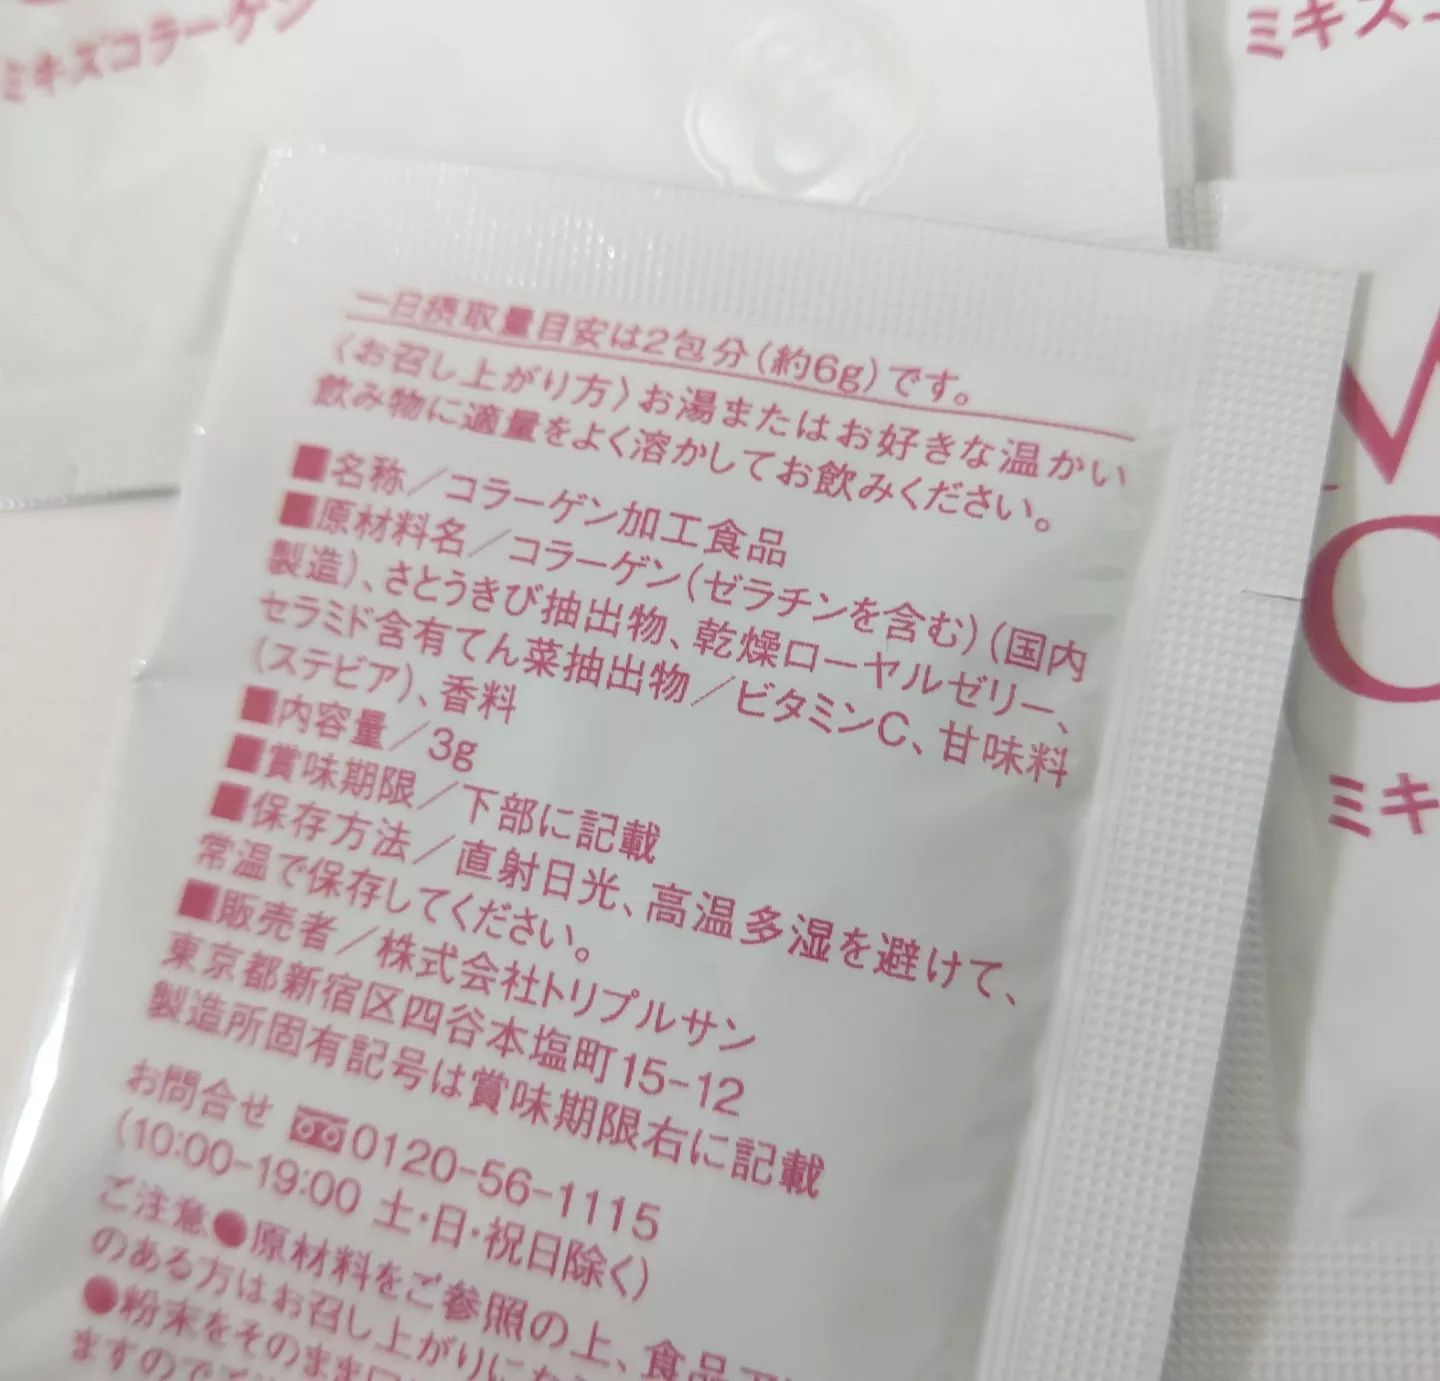 ミキズコラーゲン
ミキズコ
一日摂取量目安は2包分(約6g)です。
〈お召し上がり方〉お湯またはお好きな温かい
飲み物に適量をよく溶かしてお飲みください。
■名称／コラーゲン加工食品
■原材料名／コラーゲン(ゼラチンを含む)(国内
製造)、さとうきび抽出物、乾燥ローヤルゼリー、
セラミド含有てん菜抽出物／ビタミンC、甘味料
(ステビア)、香料
■内容量／3g
■賞味期限／下部に記載
■保存方法／直射日光、高温多湿を避けて、
常温で保存してください。
■販売者／株式会社トリプルサン
東京都新宿区四谷本塩町15-12
製造所固有記号は賞味期限右に記載
お問合せ 0120-56-1115
(10:00-19:00 土・日・祝日除く)
ご注意●原材料をご参照の上、食品ア
のある方はお召し上がりにな
●粉末をそのまま口
ますのでご
M
C
ミキ